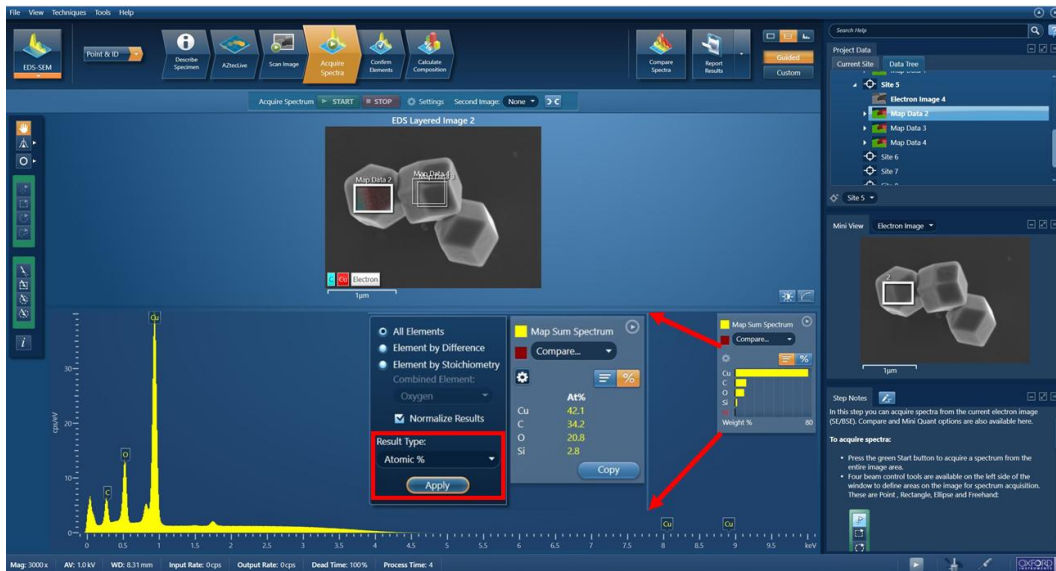 File View Techniques Tools Help
EDS-SEM
Point & ID
Describe Specimen
AZtecLive
Scan Image
Acquire Spectra
Confirm Elements
Calculate Composition
Compare Spectra
Report Results
Guided
Custom
Acquire Spectrum START STOP Settings Second Image: None
EDS Layered Image 2
Map Data 2
C Cu Electron
1μm
cps/eV
30
20
10
0
C
O
Cu
Cu
Cu
0 0.5 1 1.5 2 2.5 3 3.5 4 4.5 5 5.5 6 6.5 7 7.5 8 8.5 9 9.5 keV
All Elements
Element by Difference
Element by Stoichiometry
Combined Element:
Oxygen
Normalize Results
Result Type:
Atomic %
Apply
Map Sum Spectrum
Compare...
%
At%
Cu 42.1
C 34.2
O 20.8
Si 2.8
Copy
Map Sum Spectrum
Compare...
%
Cu
C
O
Si
Weight % 80
Search Help
Project Data
Current Site Data Tree
Site 5
Electron Image 4
Map Data 2
Map Data 3
Map Data 4
Site 6
Site 7
Site 5
Mini View Electron Image
2
1μm
Step Notes
In this step you can acquire spectra from the current electron image
(SE/BSE). Compare and Mini Quant options are also available here.
To acquire spectra:
• Press the green Start button to acquire a spectrum from the
entire image area.
• Four beam control tools are available on the left side of the
window to define areas on the image for spectrum acquisition.
These are Point , Rectangle, Ellipse and Freehand:
Mag: 3000 x AV: 1.0 kV WD: 8.31 mm Input Rate: 0 cps Output Rate: 0 cps Dead Time: 100% Process Time: 4
OXFORD
INSTRUMENTS